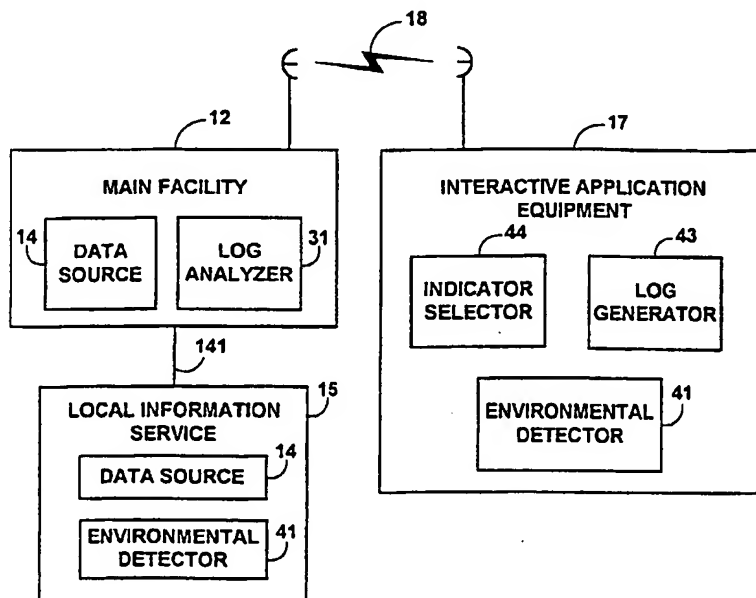 18
12
MAIN FACILITY
14
DATA
SOURCE
LOG
ANALYZER
31
141
LOCAL INFORMATION
SERVICE
15
DATA SOURCE
14
ENVIRONMENTAL
DETECTOR
41
17
INTERACTIVE APPLICATION
EQUIPMENT
44
INDICATOR
SELECTOR
43
LOG
GENERATOR
ENVIRONMENTAL
DETECTOR
41